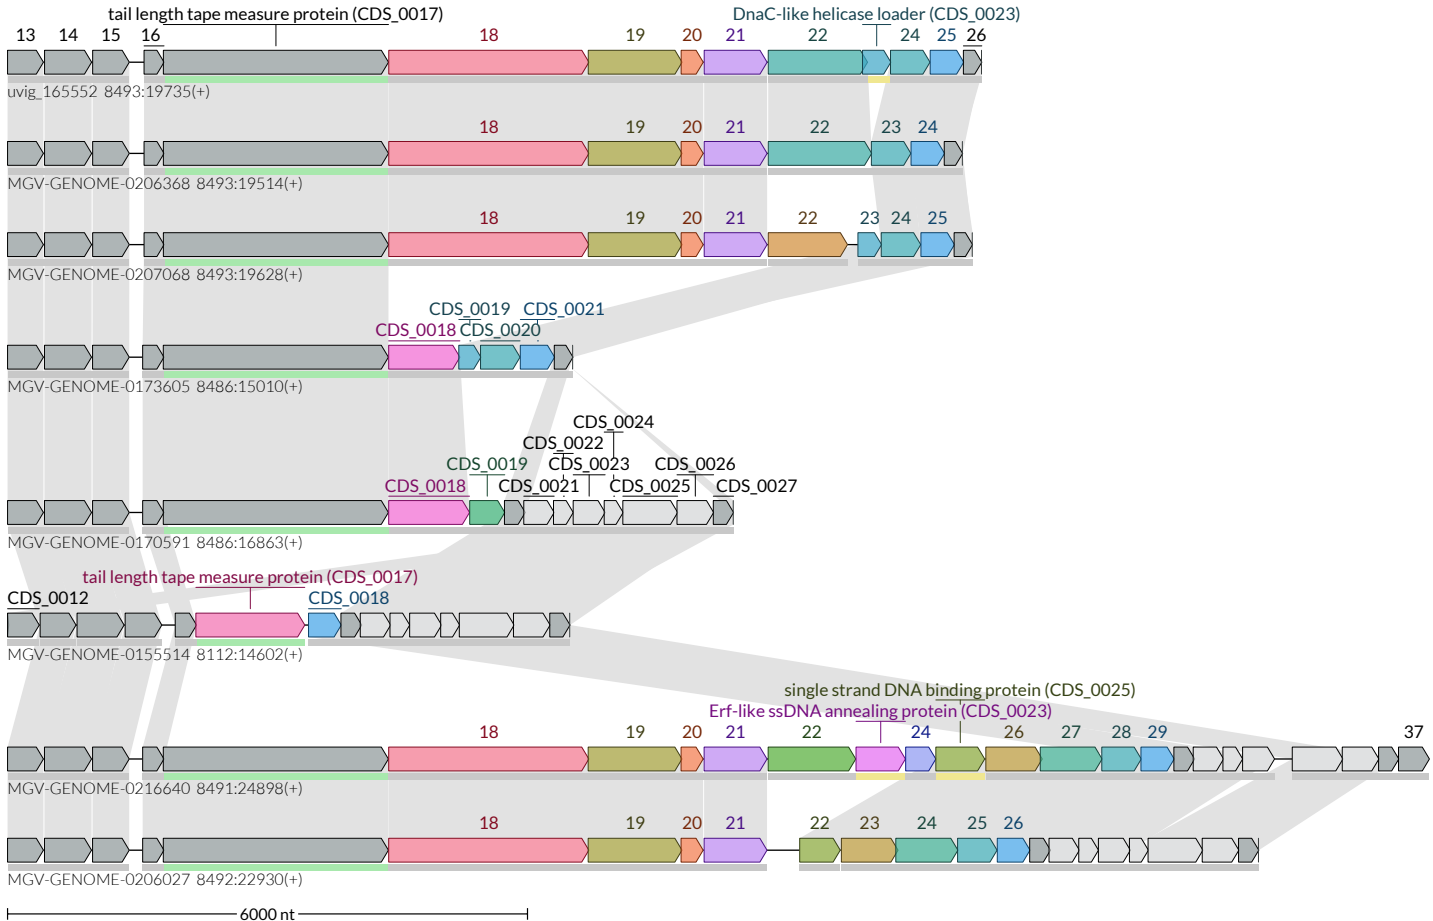 tail length tape measure protein (CDS_0017) DnaC-like helicase loader (CDS_0023)
13 14 15 16 18 19 20 21 22 24 25 26
uvig_165552 8493:19735(+)
18 19 20 21 22 23 24
MGV-GENOME-0206368 8493:19514(+)
18 19 20 21 22 23 24 25
MGV-GENOME-0207068 8493:19628(+)
CDS_0019 CDS_0021
CDS_0018 CDS_0020
MGV-GENOME-0173605 8486:15010(+)
CDS_0024
CDS_0022
CDS_0019 CDS_0023 CDS_0026
CDS_0018 CDS_0021 CDS_0025 CDS_0027
MGV-GENOME-0170591 8486:16863(+)
tail length tape measure protein (CDS_0017)
CDS_0012 CDS_0018
MGV-GENOME-0155514 8112:14602(+)
single strand DNA binding protein (CDS_0025)
Erf-like ssDNA annealing protein (CDS_0023)
18 19 20 21 22 24 26 27 28 29 37
MGV-GENOME-0216640 8491:24898(+)
18 19 20 21 22 23 24 25 26
MGV-GENOME-0206027 8492:22930(+)
6000 nt